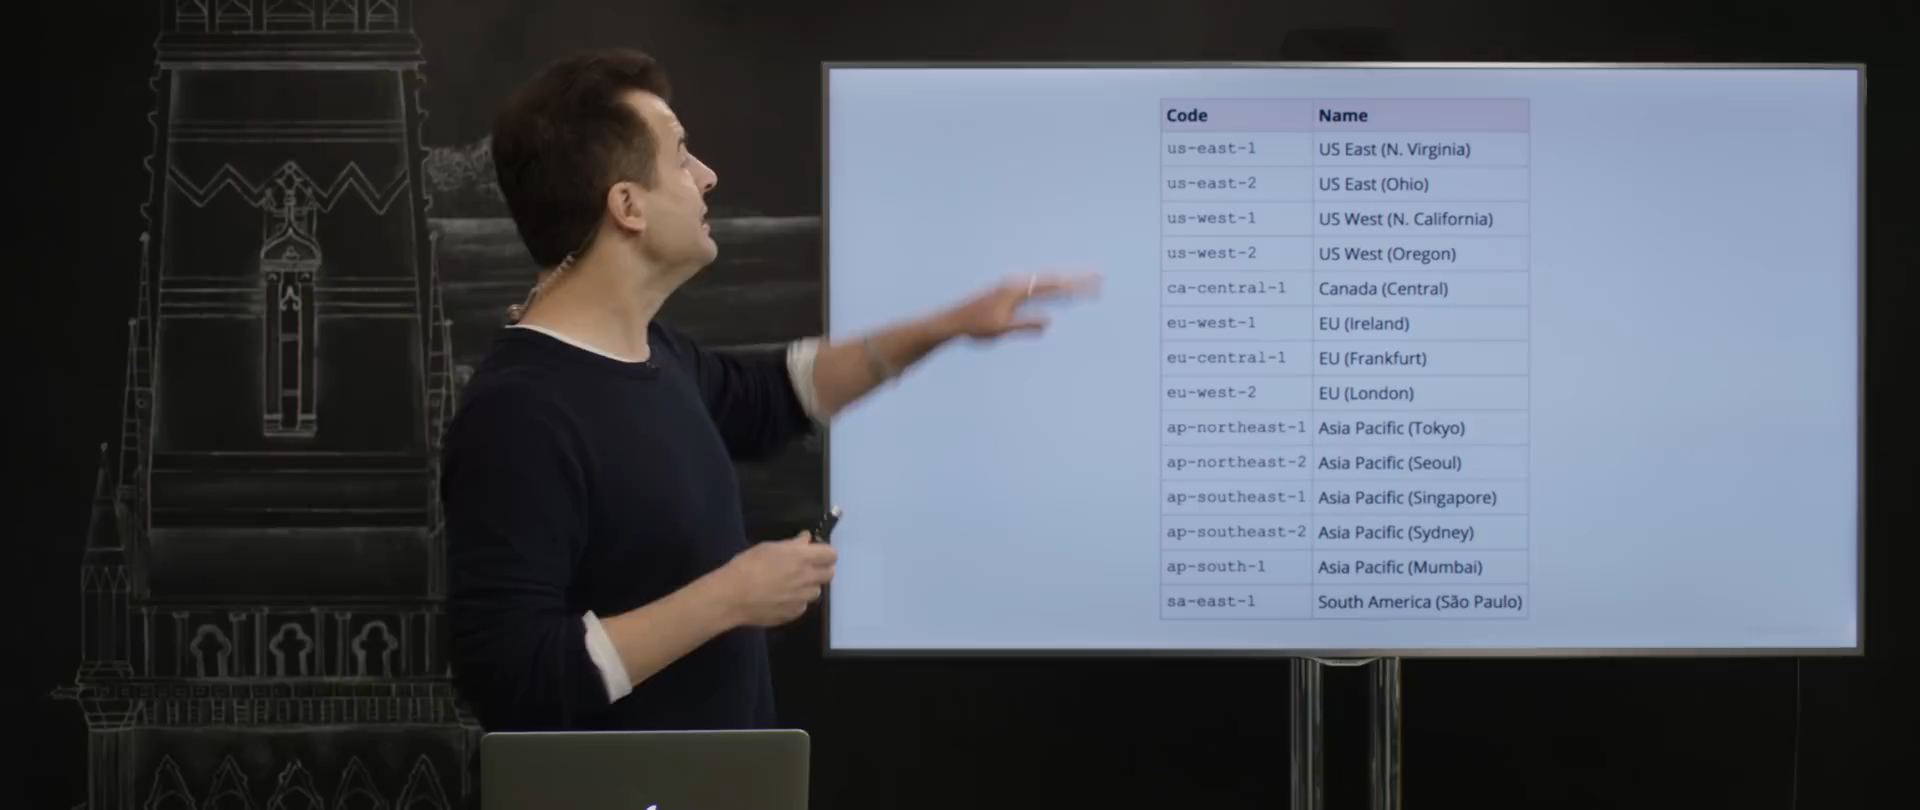 Code Name
us-east-1 US East (N. Virginia)
us-east-2 US East (Ohio)
us-west-1 US West (N. California)
us-west-2 US West (Oregon)
ca-central-1 Canada (Central)
eu-west-1 EU (Ireland)
eu-central-1 EU (Frankfurt)
eu-west-2 EU (London)
ap-northeast-1 Asia Pacific (Tokyo)
ap-northeast-2 Asia Pacific (Seoul)
ap-southeast-1 Asia Pacific (Singapore)
ap-southeast-2 Asia Pacific (Sydney)
ap-south-1 Asia Pacific (Mumbai)
sa-east-1 South America (São Paulo)